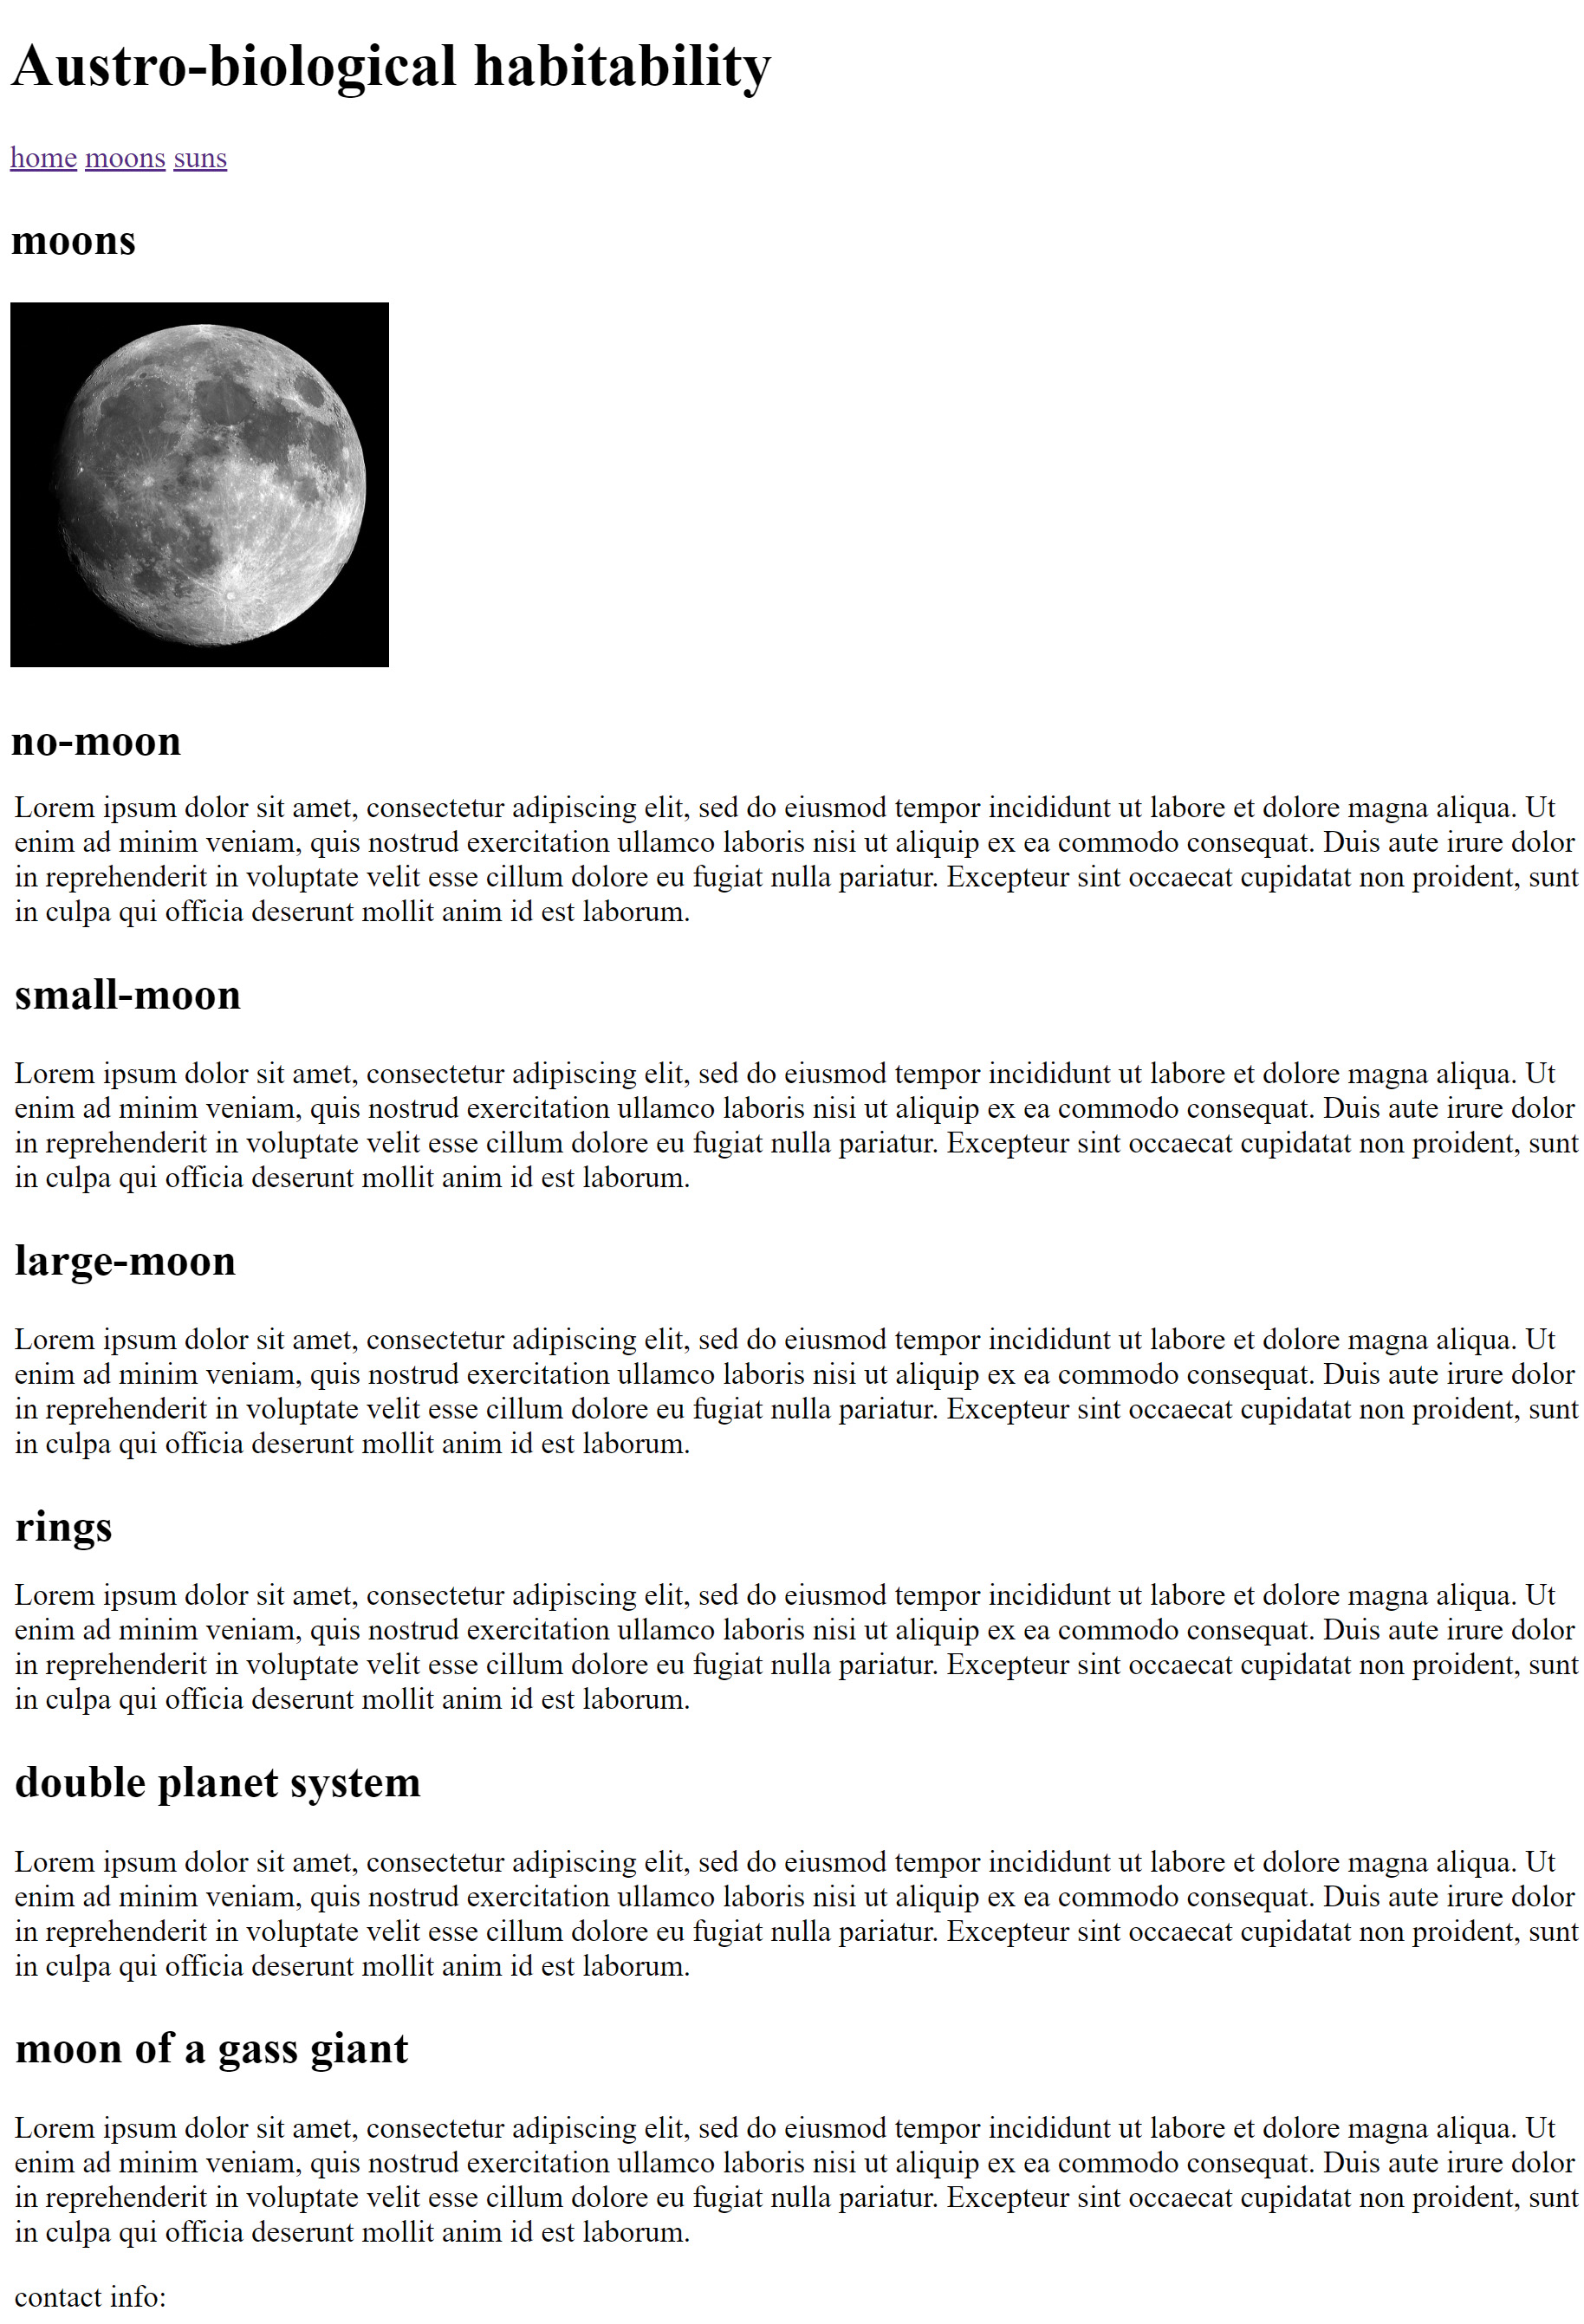 Austro-biological habitability
home moons suns
moons
no-moon
Lorem ipsum dolor sit amet, consectetur adipiscing elit, sed do eiusmod tempor incididunt ut labore et dolore magna aliqua. Ut
enim ad minim veniam, quis nostrud exercitation ullamco laboris nisi ut aliquip ex ea commodo consequat. Duis aute irure dolor
in reprehenderit in voluptate velit esse cillum dolore eu fugiat nulla pariatur. Excepteur sint occaecat cupidatat non proident, sunt
in culpa qui officia deserunt mollit anim id est laborum.
small-moon
Lorem ipsum dolor sit amet, consectetur adipiscing elit, sed do eiusmod tempor incididunt ut labore et dolore magna aliqua. Ut
enim ad minim veniam, quis nostrud exercitation ullamco laboris nisi ut aliquip ex ea commodo consequat. Duis aute irure dolor
in reprehenderit in voluptate velit esse cillum dolore eu fugiat nulla pariatur. Excepteur sint occaecat cupidatat non proident, sunt
in culpa qui officia deserunt mollit anim id est laborum.
large-moon
Lorem ipsum dolor sit amet, consectetur adipiscing elit, sed do eiusmod tempor incididunt ut labore et dolore magna aliqua. Ut
enim ad minim veniam, quis nostrud exercitation ullamco laboris nisi ut aliquip ex ea commodo consequat. Duis aute irure dolor
in reprehenderit in voluptate velit esse cillum dolore eu fugiat nulla pariatur. Excepteur sint occaecat cupidatat non proident, sunt
in culpa qui officia deserunt mollit anim id est laborum.
rings
Lorem ipsum dolor sit amet, consectetur adipiscing elit, sed do eiusmod tempor incididunt ut labore et dolore magna aliqua. Ut
enim ad minim veniam, quis nostrud exercitation ullamco laboris nisi ut aliquip ex ea commodo consequat. Duis aute irure dolor
in reprehenderit in voluptate velit esse cillum dolore eu fugiat nulla pariatur. Excepteur sint occaecat cupidatat non proident, sunt
in culpa qui officia deserunt mollit anim id est laborum.
double planet system
Lorem ipsum dolor sit amet, consectetur adipiscing elit, sed do eiusmod tempor incididunt ut labore et dolore magna aliqua. Ut
enim ad minim veniam, quis nostrud exercitation ullamco laboris nisi ut aliquip ex ea commodo consequat. Duis aute irure dolor
in reprehenderit in voluptate velit esse cillum dolore eu fugiat nulla pariatur. Excepteur sint occaecat cupidatat non proident, sunt
in culpa qui officia deserunt mollit anim id est laborum.
moon of a gass giant
Lorem ipsum dolor sit amet, consectetur adipiscing elit, sed do eiusmod tempor incididunt ut labore et dolore magna aliqua. Ut
enim ad minim veniam, quis nostrud exercitation ullamco laboris nisi ut aliquip ex ea commodo consequat. Duis aute irure dolor
in reprehenderit in voluptate velit esse cillum dolore eu fugiat nulla pariatur. Excepteur sint occaecat cupidatat non proident, sunt
in culpa qui officia deserunt mollit anim id est laborum.
contact info: